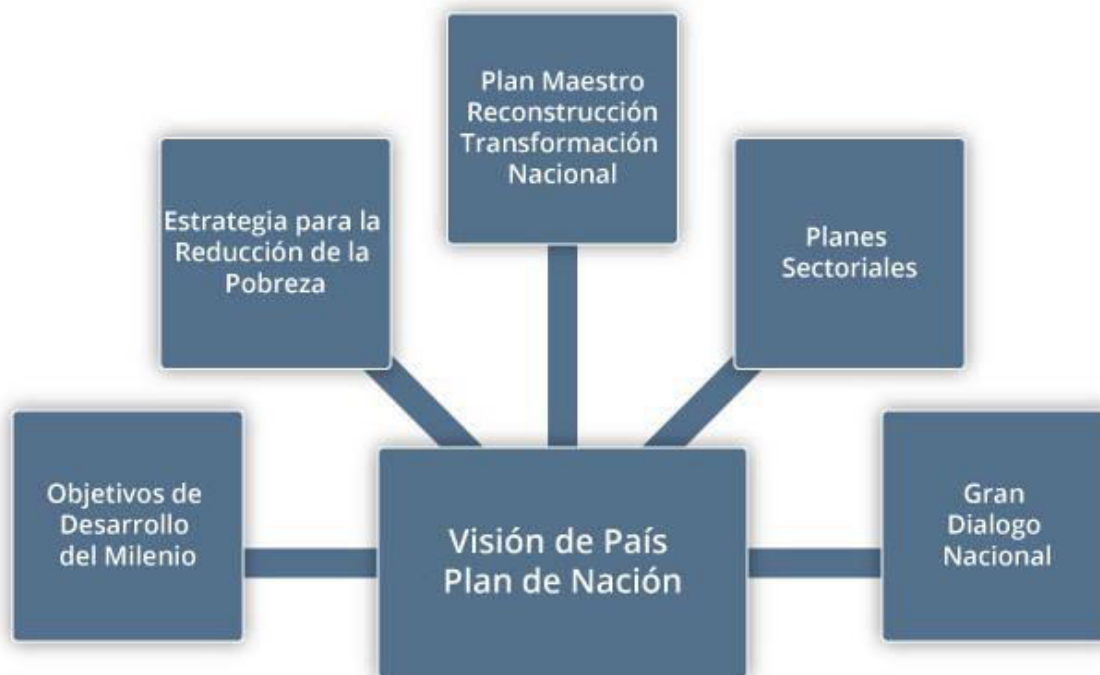 Plan Maestro
Reconstrucción
Transformación
Nacional
Estrategia para la
Reducción de la
Pobreza
Planes
Sectoriales
Objetivos de
Desarrollo
del Milenio
Visión de País
Plan de Nación
Gran
Dialogo
Nacional